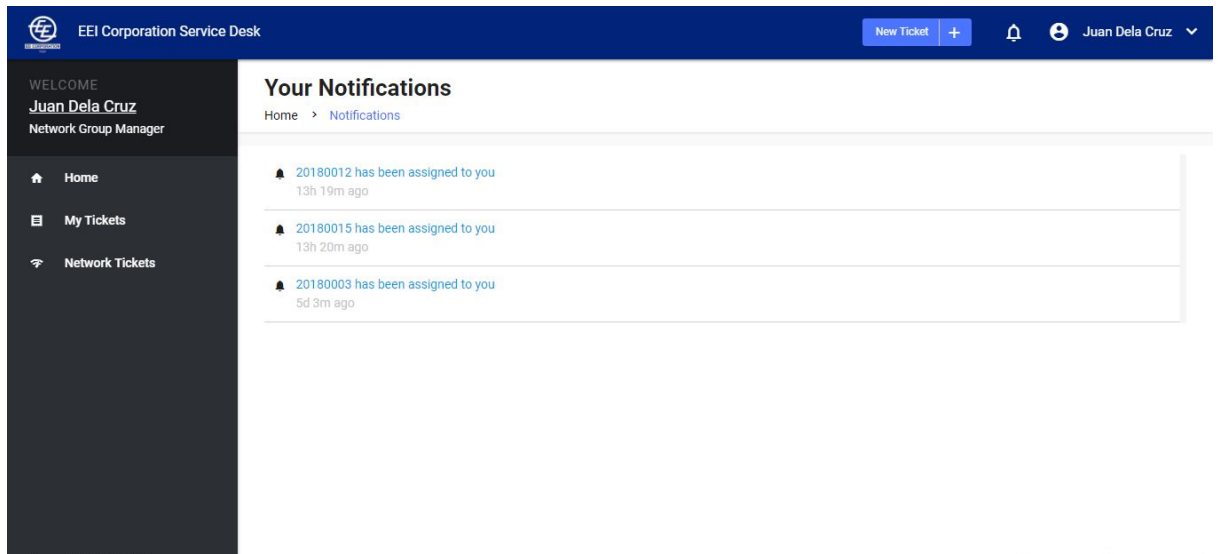 EEI Corporation Service Desk
New Ticket +
Juan Dela Cruz
WELCOME
Juan Dela Cruz
Network Group Manager
Home
My Tickets
Network Tickets
Your Notifications
Home > Notifications
20180012 has been assigned to you
13h 19m ago
20180015 has been assigned to you
13h 20m ago
20180003 has been assigned to you
5d 3m ago